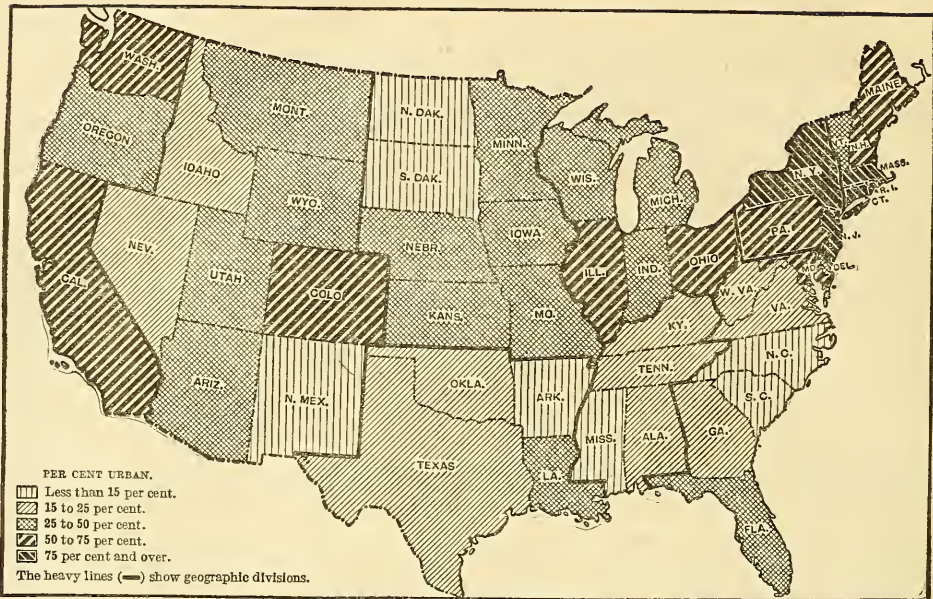 WASH.
MONT.
N. DAK.
MINN.
MAINE
OREGON
IDAHO
S. DAK.
WIS.
MICH.
VT.
N.H.
N. Y.
MASS.
R. I.
CT.
WYO.
NEV.
NEBR.
IOWA
PA.
N. J.
UTAH
COLO
ILL.
IND.
OHIO
MD.
DEL.
CAL.
KANS.
MO.
W. VA.
VA.
KY.
ARIZ.
N. MEX.
OKLA.
TENN.
N. C.
ARK.
S. C.
MISS.
ALA.
GA.
TEXAS
LA.
FLA.
PER CENT URBAN.
Less than 15 per cent.
15 to 25 per cent.
25 to 50 per cent.
50 to 75 per cent.
75 per cent and over.
The heavy lines (▬) show geographic divisions.